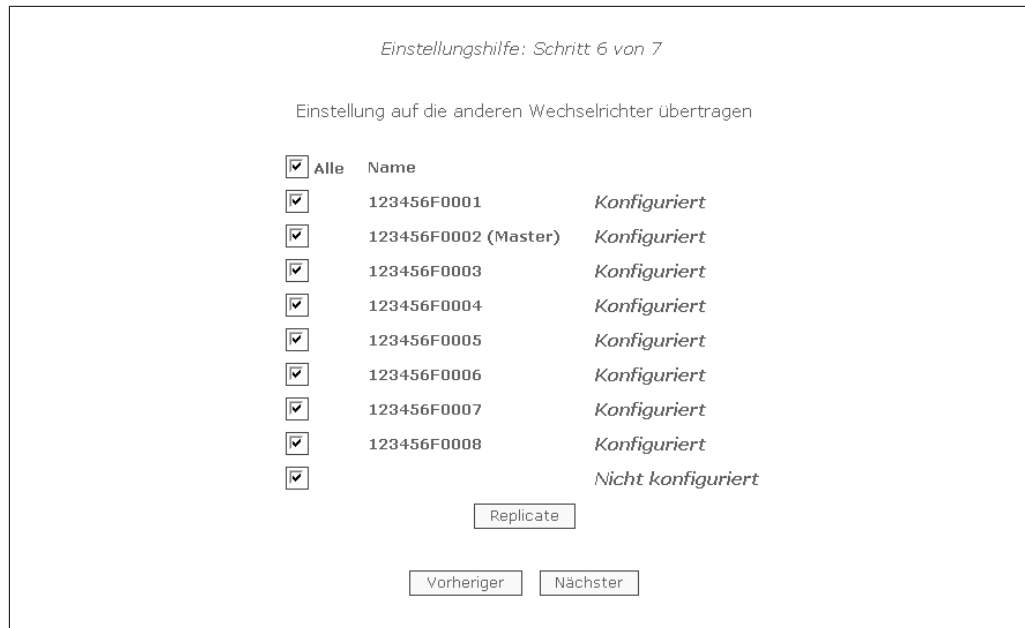 Einstellungshilfe: Schritt 6 von 7
Einstellung auf die anderen Wechselrichter übertragen
Alle Name
123456F0001 Konfiguriert
123456F0002 (Master) Konfiguriert
123456F0003 Konfiguriert
123456F0004 Konfiguriert
123456F0005 Konfiguriert
123456F0006 Konfiguriert
123456F0007 Konfiguriert
123456F0008 Konfiguriert
Nicht konfiguriert
Replicate
Vorheriger Nächster